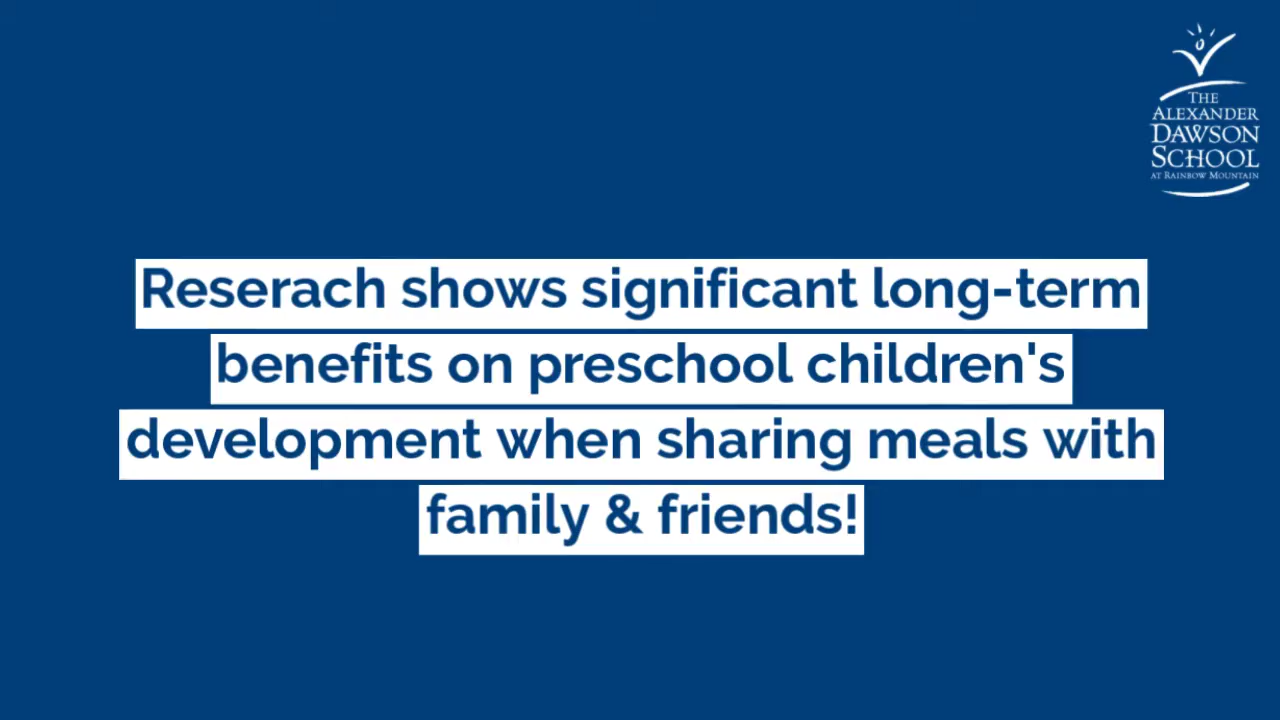 THE
ALEXANDER
DAWSON
SCHOOL
AT RAINBOW MOUNTAIN
Reserach shows significant long-term
benefits on preschool children's
development when sharing meals with
family & friends!